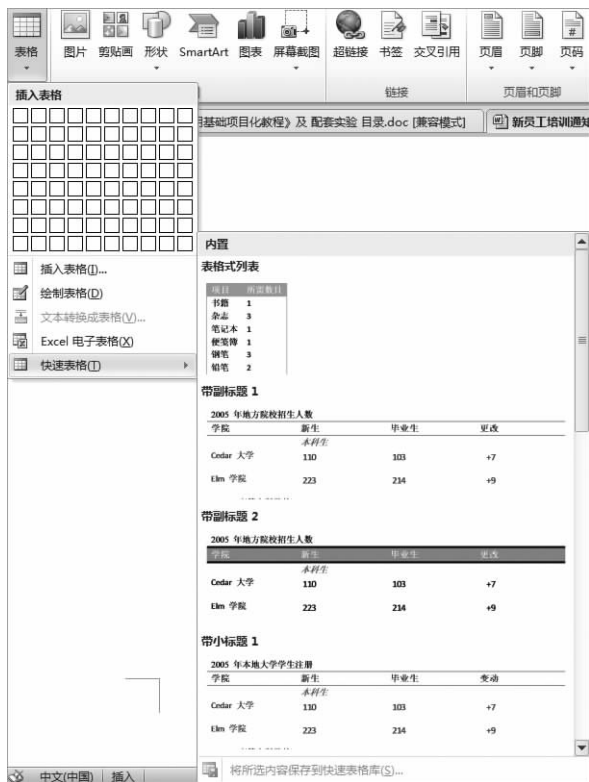 表格 图片 剪贴画 形状 SmartArt 图表 屏幕截图 超链接 书签 交叉引用 页眉 页脚 页码
链接 页眉和页脚
插入表格
用基础项目化教程》及 配套实验 目录.doc [兼容模式] 新员工培训通知
插入表格(I)...
绘制表格(D)
文本转换成表格(V)...
Excel 电子表格(X)
快速表格(T)
内置
表格式列表
项目 所需数目
书籍 1
杂志 3
笔记本 1
便笺簿 1
钢笔 3
铅笔 2
带副标题 1
2005 年地方院校招生人数
学院 新生 毕业生 更改
本科生
Cedar 大学 110 103 +7
Elm 学院 223 214 +9
带副标题 2
2005 年地方院校招生人数
学院 新生 毕业生 更改
本科生
Cedar 大学 110 103 +7
Elm 学院 223 214 +9
带小标题 1
2005 年本地大学学生注册
学院 新生 毕业生 变动
本科生
Cedar 大学 110 103 +7
Elm 学院 223 214 +9
将所选内容保存到快速表格库(S)...
中文(中国) 插入